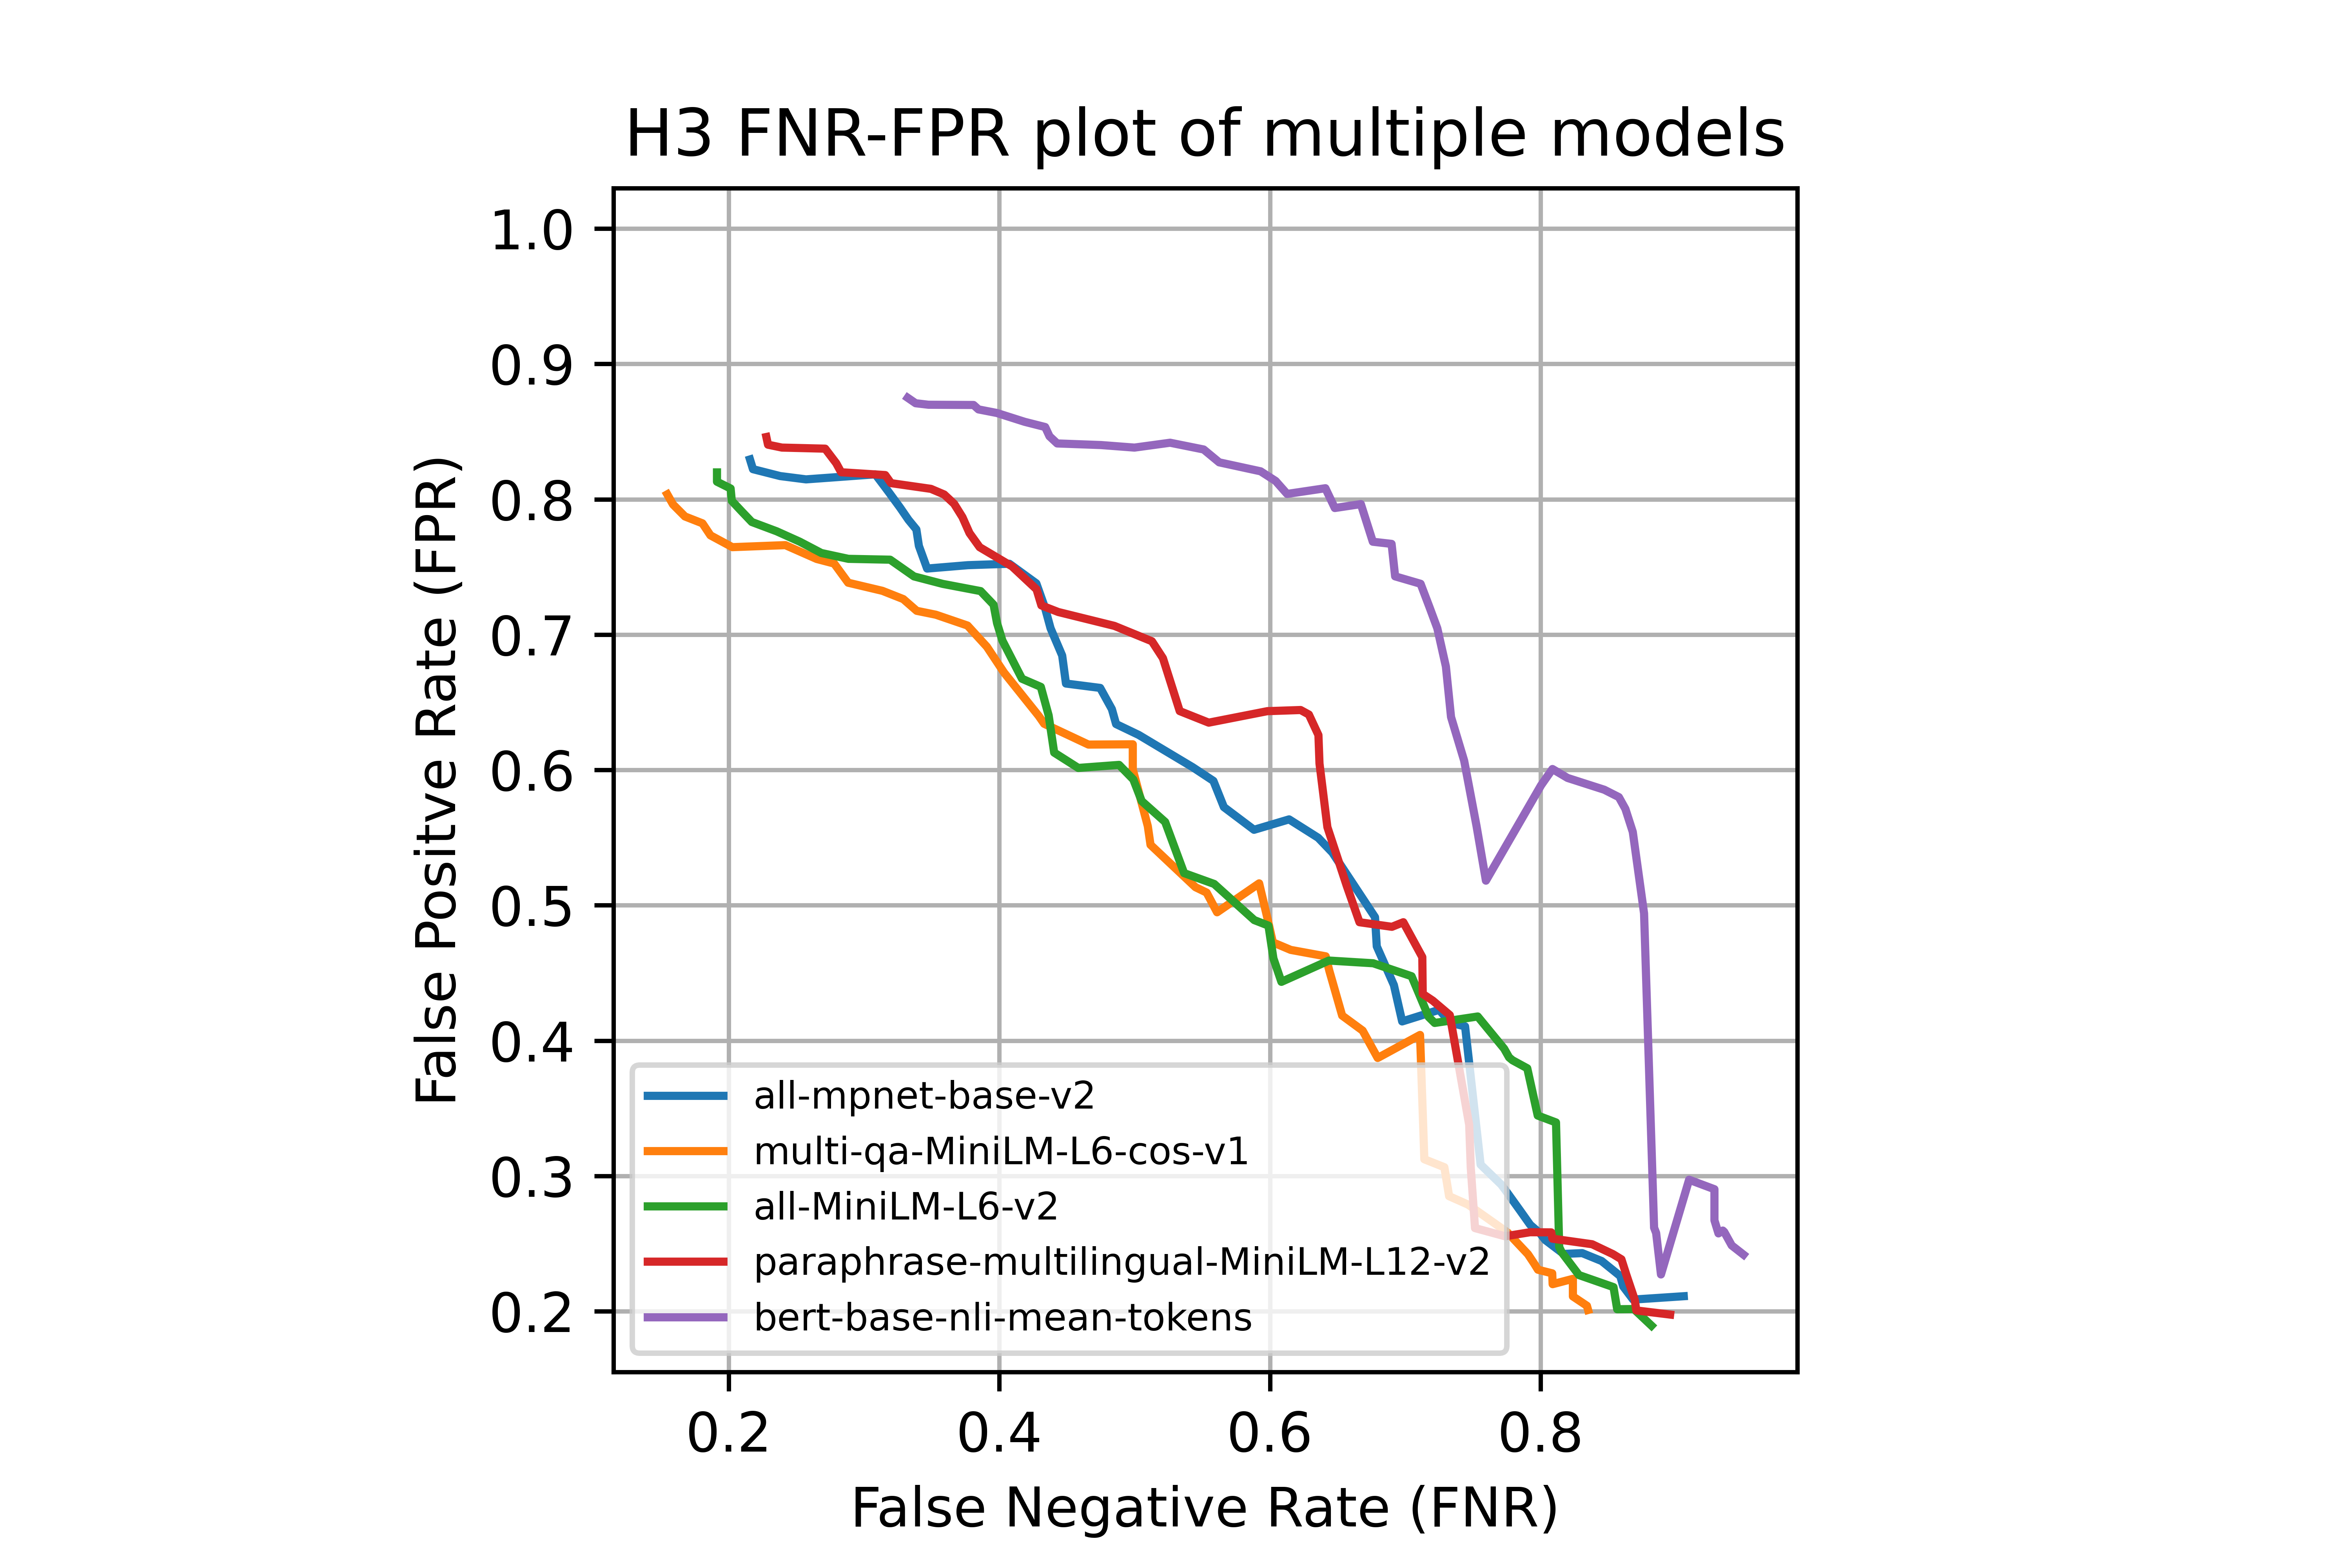 H3 FNR-FPR plot of multiple models
1.0
0.9
0.8
0.7
0.6
0.5
0.4
0.3
0.2
False Positve Rate (FPR)
all-mpnet-base-v2
multi-qa-MiniLM-L6-cos-v1
all-MiniLM-L6-v2
paraphrase-multilingual-MiniLM-L12-v2
bert-base-nli-mean-tokens
0.2 0.4 0.6 0.8
False Negative Rate (FNR)